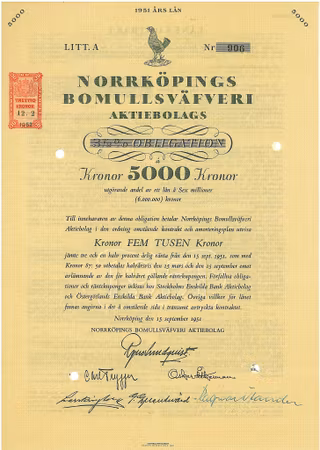 1951 ÅRS LÅN
5000
5000
LITT. A
Nr 906
NORRKÖPINGS
BOMULLSVÄFVERI
AKTIEBOLAGS
3½% OBLIGATION
å
Kronor 5000 Kronor
utgörande andel av ett lån å Sex millioner
(6.000.000) kronor
Till innehavaren av denna obligation betalar Norrköpings Bomullsväfveri
Aktiebolag i den ordning omstående kontrakt och amorteringsplan utvisa
Kronor FEM TUSEN Kronor
jämte tre och en halv procent årlig ränta från den 15 sept. 1951, som med
Kronor 87: 50 utbetalas halvårsvis den 15 mars och den 15 september emot
avlämnande av den för halvåret gällande räntekupongen. Förfallna obliga-
tioner och räntekuponger inlösas hos Stockholms Enskilda Bank Aktiebolag
och Östergötlands Enskilda Bank Aktiebolag. Övriga villkor för lånet
finnas angivna i det å omstående sida i transumt avtryckta kontraktet.
Norrköping den 15 september 1951
NORRKÖPINGS BOMULLSVÄFVERI AKTIEBOLAG
Carl Trygger